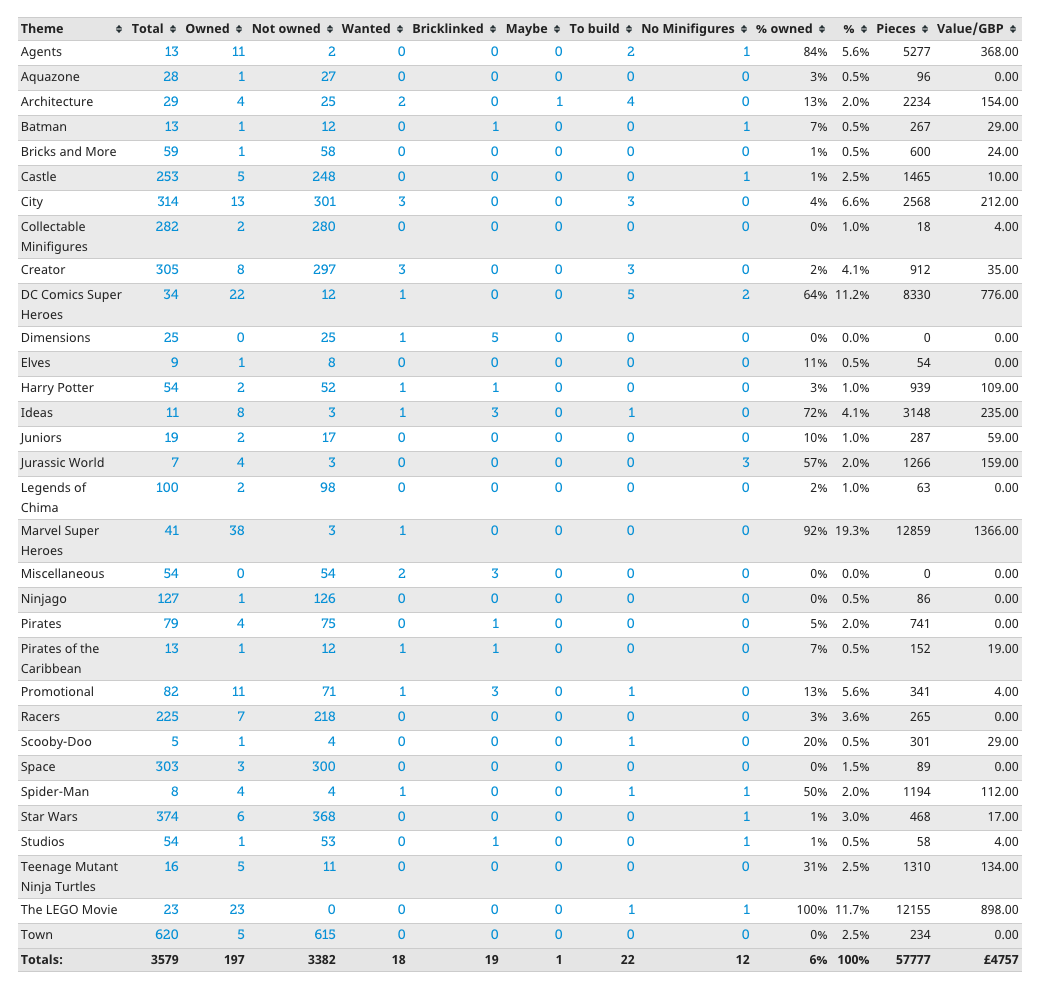 Theme Total Owned Not owned Wanted Bricklinked Maybe To build No Minifigures % owned % Pieces Value/GBP
Agents 13 11 2 0 0 0 2 1 84% 5.6% 5277 368.00
Aquazone 28 1 27 0 0 0 0 0 3% 0.5% 96 0.00
Architecture 29 4 25 2 0 1 4 0 13% 2.0% 2234 154.00
Batman 13 1 12 0 1 0 0 1 7% 0.5% 267 29.00
Bricks and More 59 1 58 0 0 0 0 0 1% 0.5% 600 24.00
Castle 253 5 248 0 0 0 0 1 1% 2.5% 1465 10.00
City 314 13 301 3 0 0 3 0 4% 6.6% 2568 212.00
Collectable 282 2 280 0 0 0 0 0 0% 1.0% 18 4.00
Minifigures
Creator 305 8 297 3 0 0 3 0 2% 4.1% 912 35.00
DC Comics Super 34 22 12 1 0 0 5 2 64% 11.2% 8330 776.00
Heroes
Dimensions 25 0 25 1 5 0 0 0 0% 0.0% 0 0.00
Elves 9 1 8 0 0 0 0 0 11% 0.5% 54 0.00
Harry Potter 54 2 52 1 1 0 0 0 3% 1.0% 939 109.00
Ideas 11 8 3 1 3 0 1 0 72% 4.1% 3148 235.00
Juniors 19 2 17 0 0 0 0 0 10% 1.0% 287 59.00
Jurassic World 7 4 3 0 0 0 0 3 57% 2.0% 1266 159.00
Legends of 100 2 98 0 0 0 0 0 2% 1.0% 63 0.00
Chima
Marvel Super 41 38 3 1 0 0 0 0 92% 19.3% 12859 1366.00
Heroes
Miscellaneous 54 0 54 2 3 0 0 0 0% 0.0% 0 0.00
Ninjago 127 1 126 0 0 0 0 0 0% 0.5% 86 0.00
Pirates 79 4 75 0 1 0 0 0 5% 2.0% 741 0.00
Pirates of the 13 1 12 1 1 0 0 0 7% 0.5% 152 19.00
Caribbean
Promotional 82 11 71 1 3 0 1 0 13% 5.6% 341 4.00
Racers 225 7 218 0 0 0 0 0 3% 3.6% 265 0.00
Scooby-Doo 5 1 4 0 0 0 1 0 20% 0.5% 301 29.00
Space 303 3 300 0 0 0 0 0 0% 1.5% 89 0.00
Spider-Man 8 4 4 1 0 0 1 1 50% 2.0% 1194 112.00
Star Wars 374 6 368 0 0 0 0 1 1% 3.0% 468 17.00
Studios 54 1 53 0 1 0 0 1 1% 0.5% 58 4.00
Teenage Mutant 16 5 11 0 0 0 0 0 31% 2.5% 1310 134.00
Ninja Turtles
The LEGO Movie 23 23 0 0 0 0 1 1 100% 11.7% 12155 898.00
Town 620 5 615 0 0 0 0 0 0% 2.5% 234 0.00
Totals: 3579 197 3382 18 19 1 22 12 6% 100% 57777 £4757